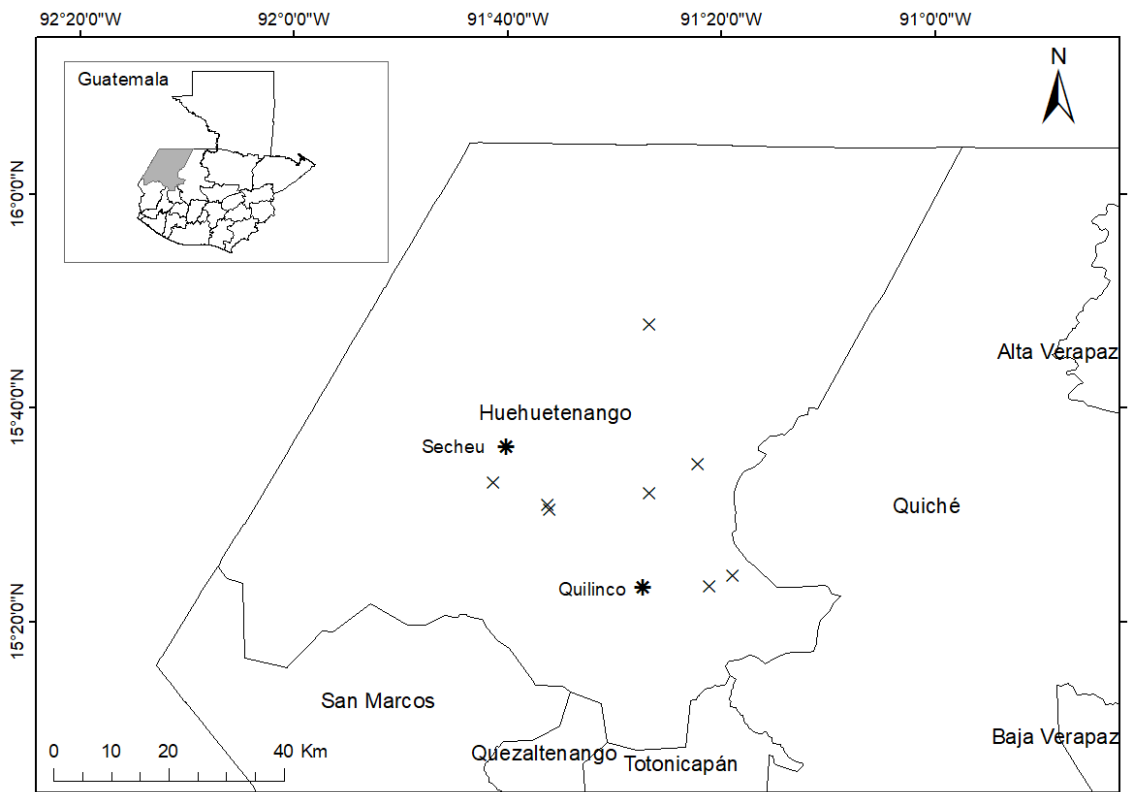 92°20'0"W 92°0'0"W 91°40'0"W 91°20'0"W 91°0'0"W
Guatemala
N
16°0'0"N
Alta Verapaz
15°40'0"N
Huehuetenango
Secheu
Quiché
Quilinco
15°20'0"N
San Marcos
Baja Verapaz
Quezaltenango
Totonicapán
0 10 20 40 Km